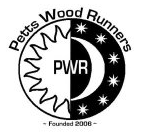 Petts Wood Runners
PWR
~ Founded 2006 ~